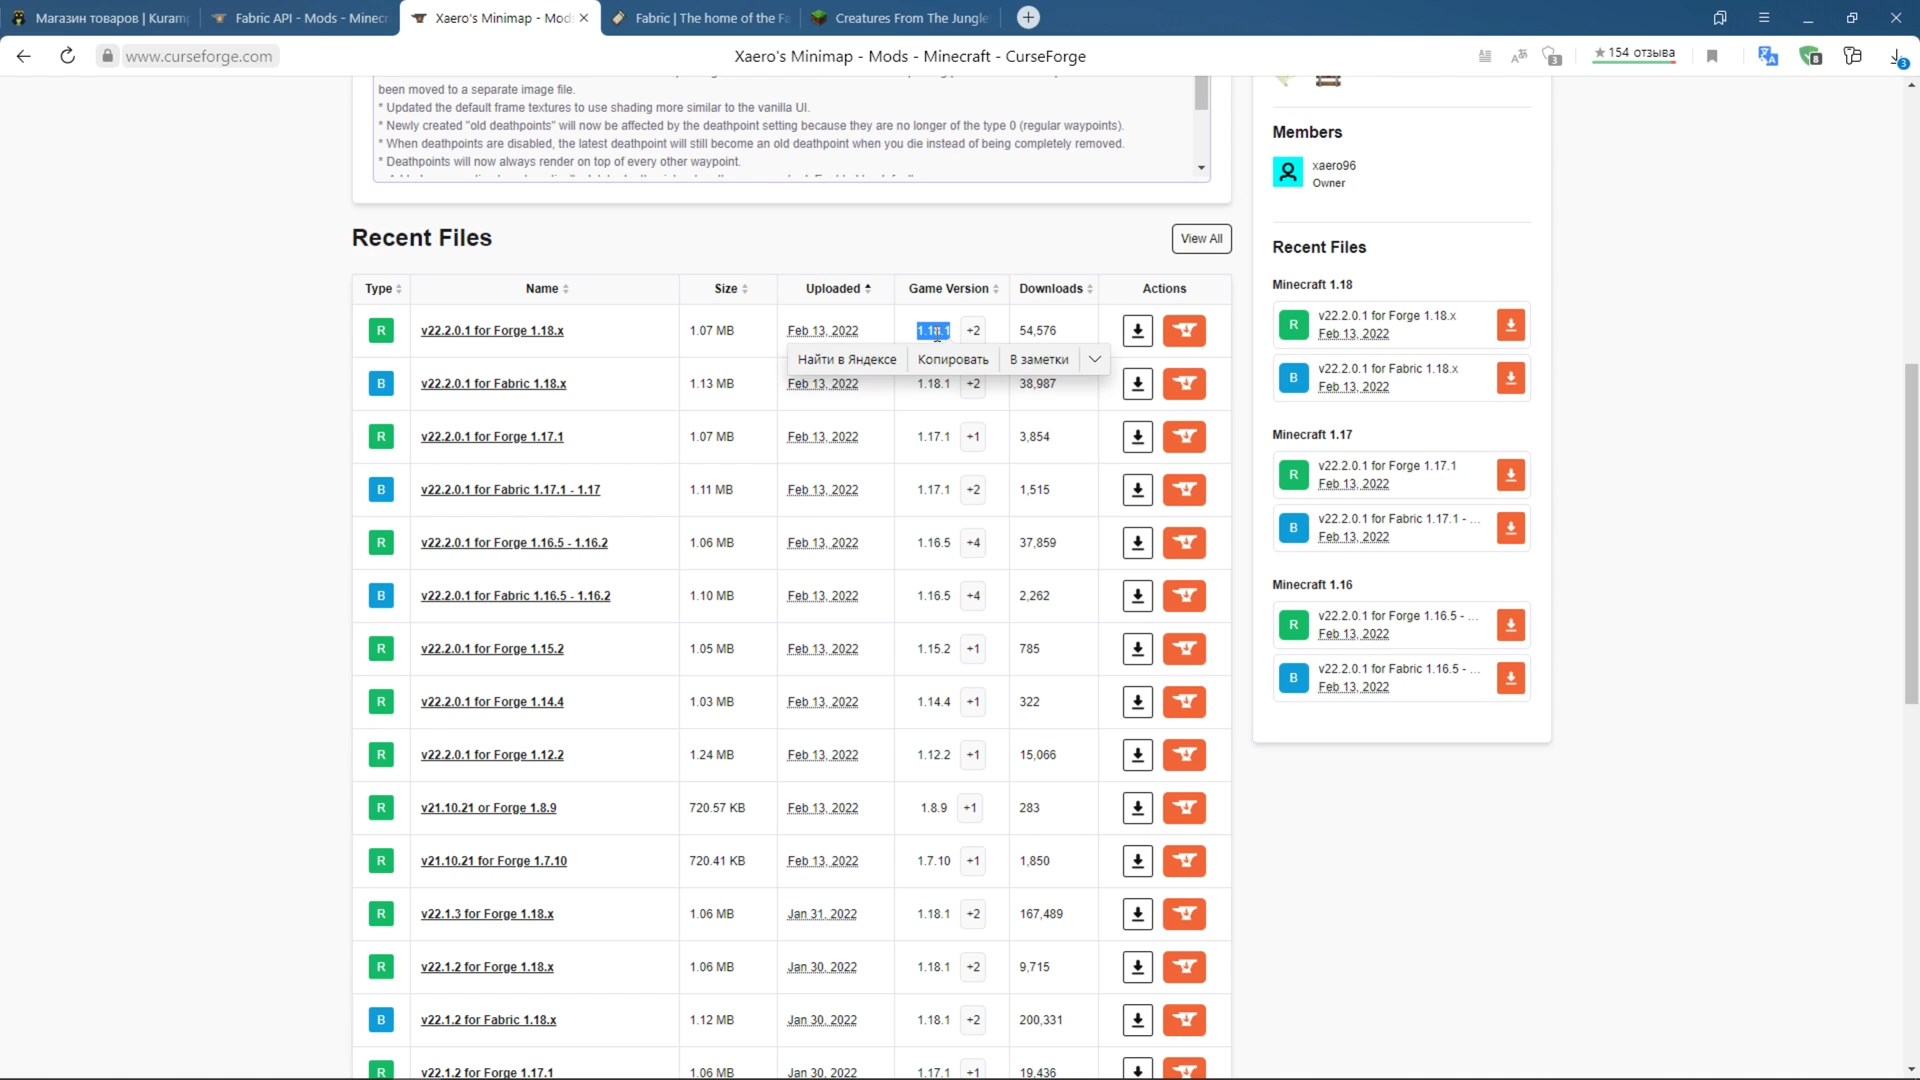 Магазин товаров | Kuram
Fabric API - Mods - Minecr
Xaero's Minimap - Mod
Fabric | The home of the Fa
Creatures From The Jungle
www.curseforge.com
Xaero's Minimap - Mods - Minecraft - CurseForge
3
★ 154 отзыва
8
3
been moved to a separate image file.
* Updated the default frame textures to use shading more similar to the vanilla UI.
* Newly created "old deathpoints" will now be affected by the deathpoint setting because they are no longer of the type 0 (regular waypoints).
* When deathpoints are disabled, the latest deathpoint will still become an old deathpoint when you die instead of being completely removed.
* Deathpoints will now always render on top of every other waypoint.
Recent Files
View All
Type Name Size Uploaded Game Version Downloads Actions
R v22.2.0.1 for Forge 1.18.x 1.07 MB Feb 13, 2022 1.18.1 +2 54,576
Найти в Яндексе Копировать В заметки
B v22.2.0.1 for Fabric 1.18.x 1.13 MB Feb 13, 2022 1.18.1 +2 38,987
R v22.2.0.1 for Forge 1.17.1 1.07 MB Feb 13, 2022 1.17.1 +1 3,854
B v22.2.0.1 for Fabric 1.17.1 - 1.17 1.11 MB Feb 13, 2022 1.17.1 +2 1,515
R v22.2.0.1 for Forge 1.16.5 - 1.16.2 1.06 MB Feb 13, 2022 1.16.5 +4 37,859
B v22.2.0.1 for Fabric 1.16.5 - 1.16.2 1.10 MB Feb 13, 2022 1.16.5 +4 2,262
R v22.2.0.1 for Forge 1.15.2 1.05 MB Feb 13, 2022 1.15.2 +1 785
R v22.2.0.1 for Forge 1.14.4 1.03 MB Feb 13, 2022 1.14.4 +1 322
R v22.2.0.1 for Forge 1.12.2 1.24 MB Feb 13, 2022 1.12.2 +1 15,066
R v21.10.21 or Forge 1.8.9 720.57 KB Feb 13, 2022 1.8.9 +1 283
R v21.10.21 for Forge 1.7.10 720.41 KB Feb 13, 2022 1.7.10 +1 1,850
R v22.1.3 for Forge 1.18.x 1.06 MB Jan 31, 2022 1.18.1 +2 167,489
R v22.1.2 for Forge 1.18.x 1.06 MB Jan 30, 2022 1.18.1 +2 9,715
B v22.1.2 for Fabric 1.18.x 1.12 MB Jan 30, 2022 1.18.1 +2 200,331
R v22.1.2 for Forge 1.17.1 1.06 MB Jan 30, 2022 1.17.1 +1 19,436
Members
xaero96
Owner
Recent Files
Minecraft 1.18
R v22.2.0.1 for Forge 1.18.x
Feb 13, 2022
B v22.2.0.1 for Fabric 1.18.x
Feb 13, 2022
Minecraft 1.17
R v22.2.0.1 for Forge 1.17.1
Feb 13, 2022
B v22.2.0.1 for Fabric 1.17.1 - ...
Feb 13, 2022
Minecraft 1.16
R v22.2.0.1 for Forge 1.16.5 - ...
Feb 13, 2022
B v22.2.0.1 for Fabric 1.16.5 - ...
Feb 13, 2022